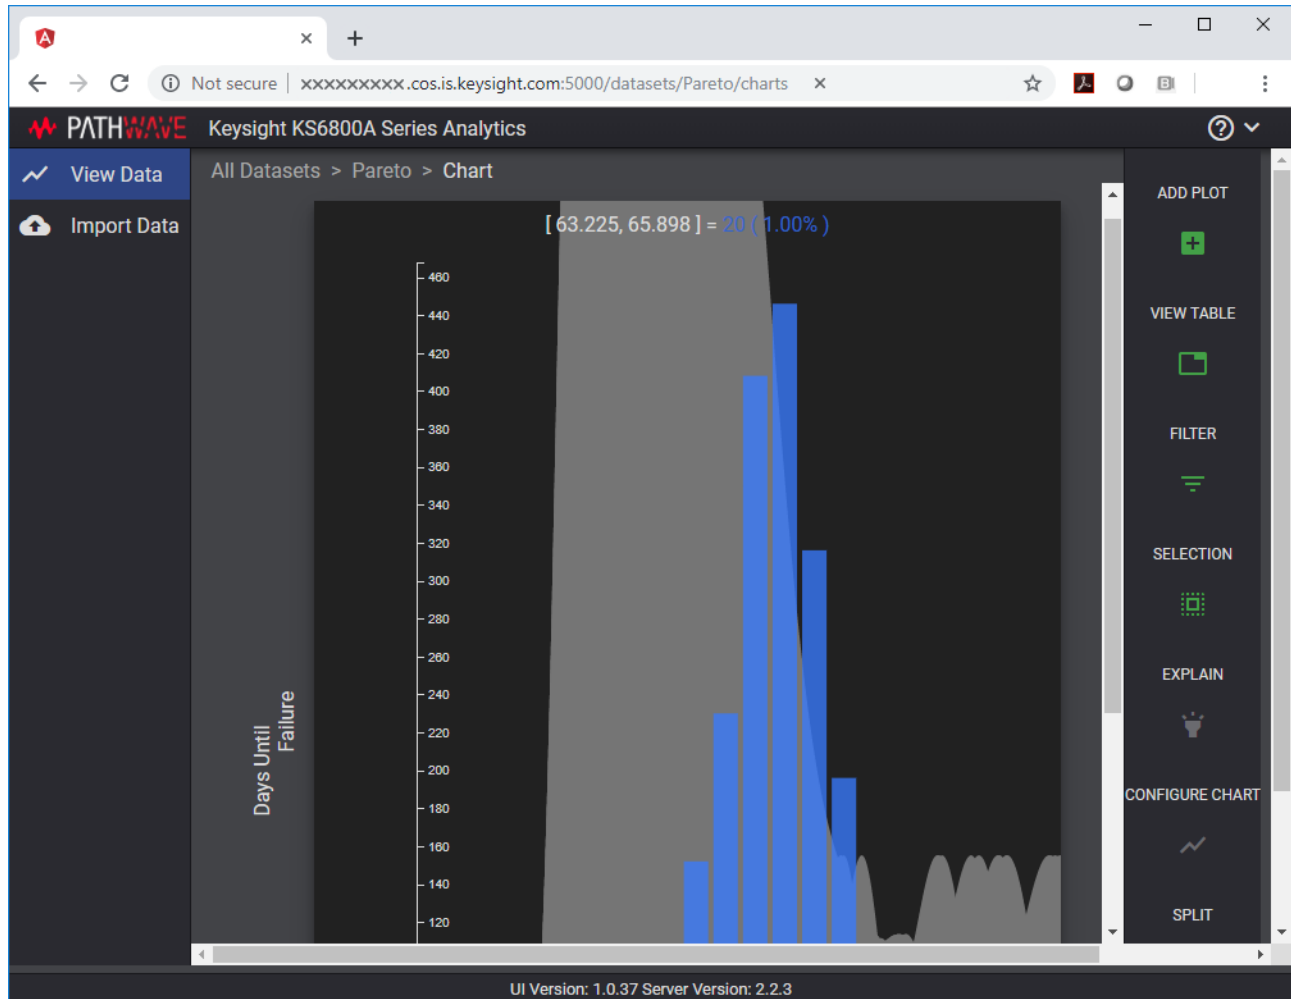 Not secure | xxxxxxxxx.cos.is.keysight.com:5000/datasets/Pareto/charts
PATHWAVE Keysight KS6800A Series Analytics
View Data
Import Data
All Datasets > Pareto > Chart
[ 63.225, 65.898 ] = 20 ( 1.00% )
460
440
420
400
380
360
340
320
300
280
260
240
220
200
180
160
140
120
Days Until
Failure
ADD PLOT
VIEW TABLE
FILTER
SELECTION
EXPLAIN
CONFIGURE CHART
SPLIT
UI Version: 1.0.37 Server Version: 2.2.3